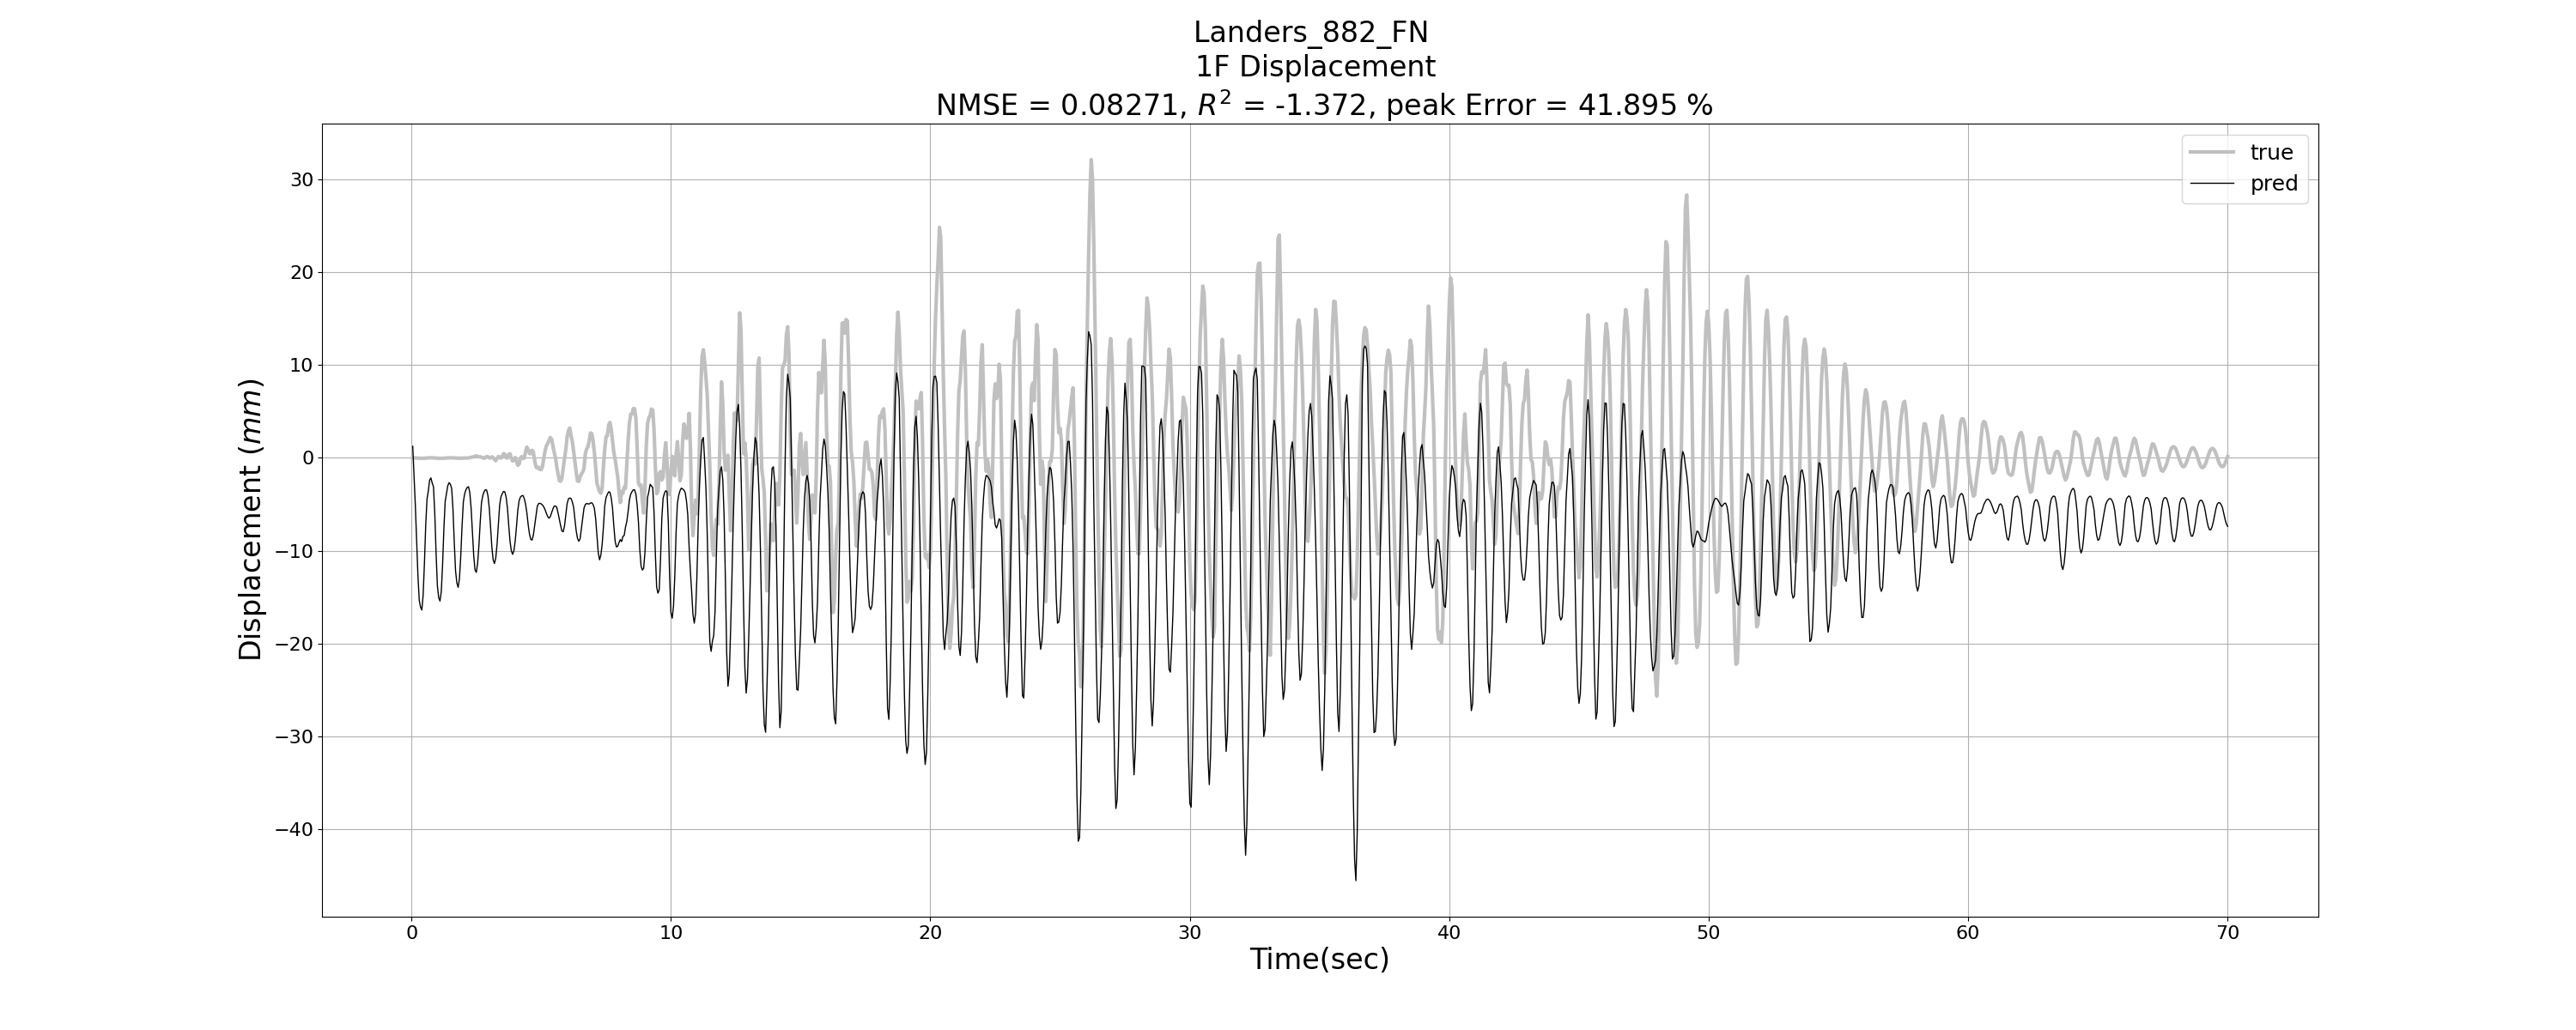 Landers_882_FN
1F Displacement
NMSE = 0.08271, R² = -1.372, peak Error = 41.895 %
true
pred
Displacement (mm)
30
20
10
0
−10
−20
−30
−40
0 10 20 30 40 50 60 70
Time(sec)